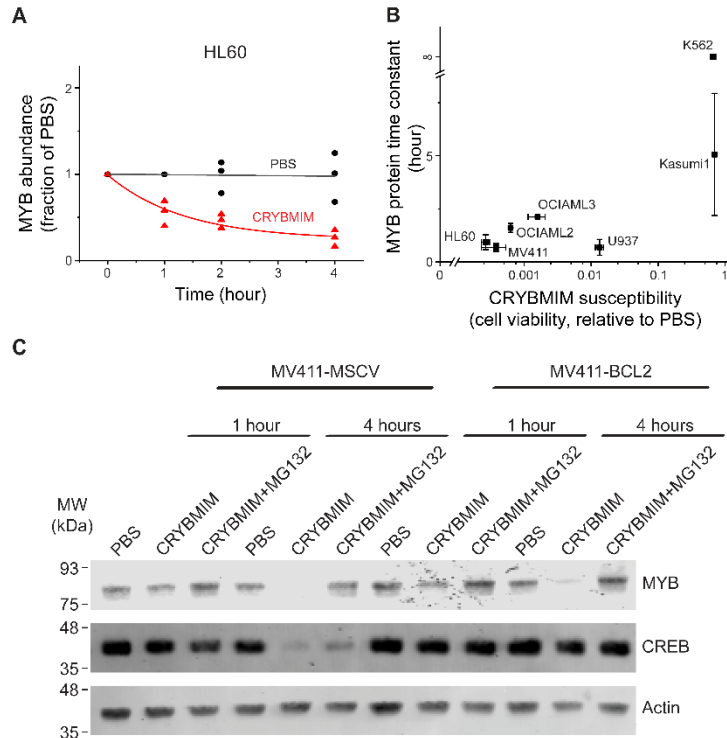 A
HL60
MYB abundance
(fraction of PBS)
2
1
0
PBS
CRYBMIM
0 1 2 3 4
Time (hour)
B
MYB protein time constant
(hour)
∞
5
0
K562
Kasumi1
OCIAML3
OCIAML2
HL60
MV411
U937
0 0.001 0.01 0.1 1
CRYBMIM susceptibility
(cell viability, relative to PBS)
C
MV411-MSCV MV411-BCL2
1 hour 4 hours 1 hour 4 hours
MW
(kDa)
PBS CRYBMIM CRYBMIM+MG132 PBS CRYBMIM CRYBMIM+MG132 PBS CRYBMIM CRYBMIM+MG132 PBS CRYBMIM CRYBMIM+MG132
93
75
MYB
48
35
CREB
48
35
Actin